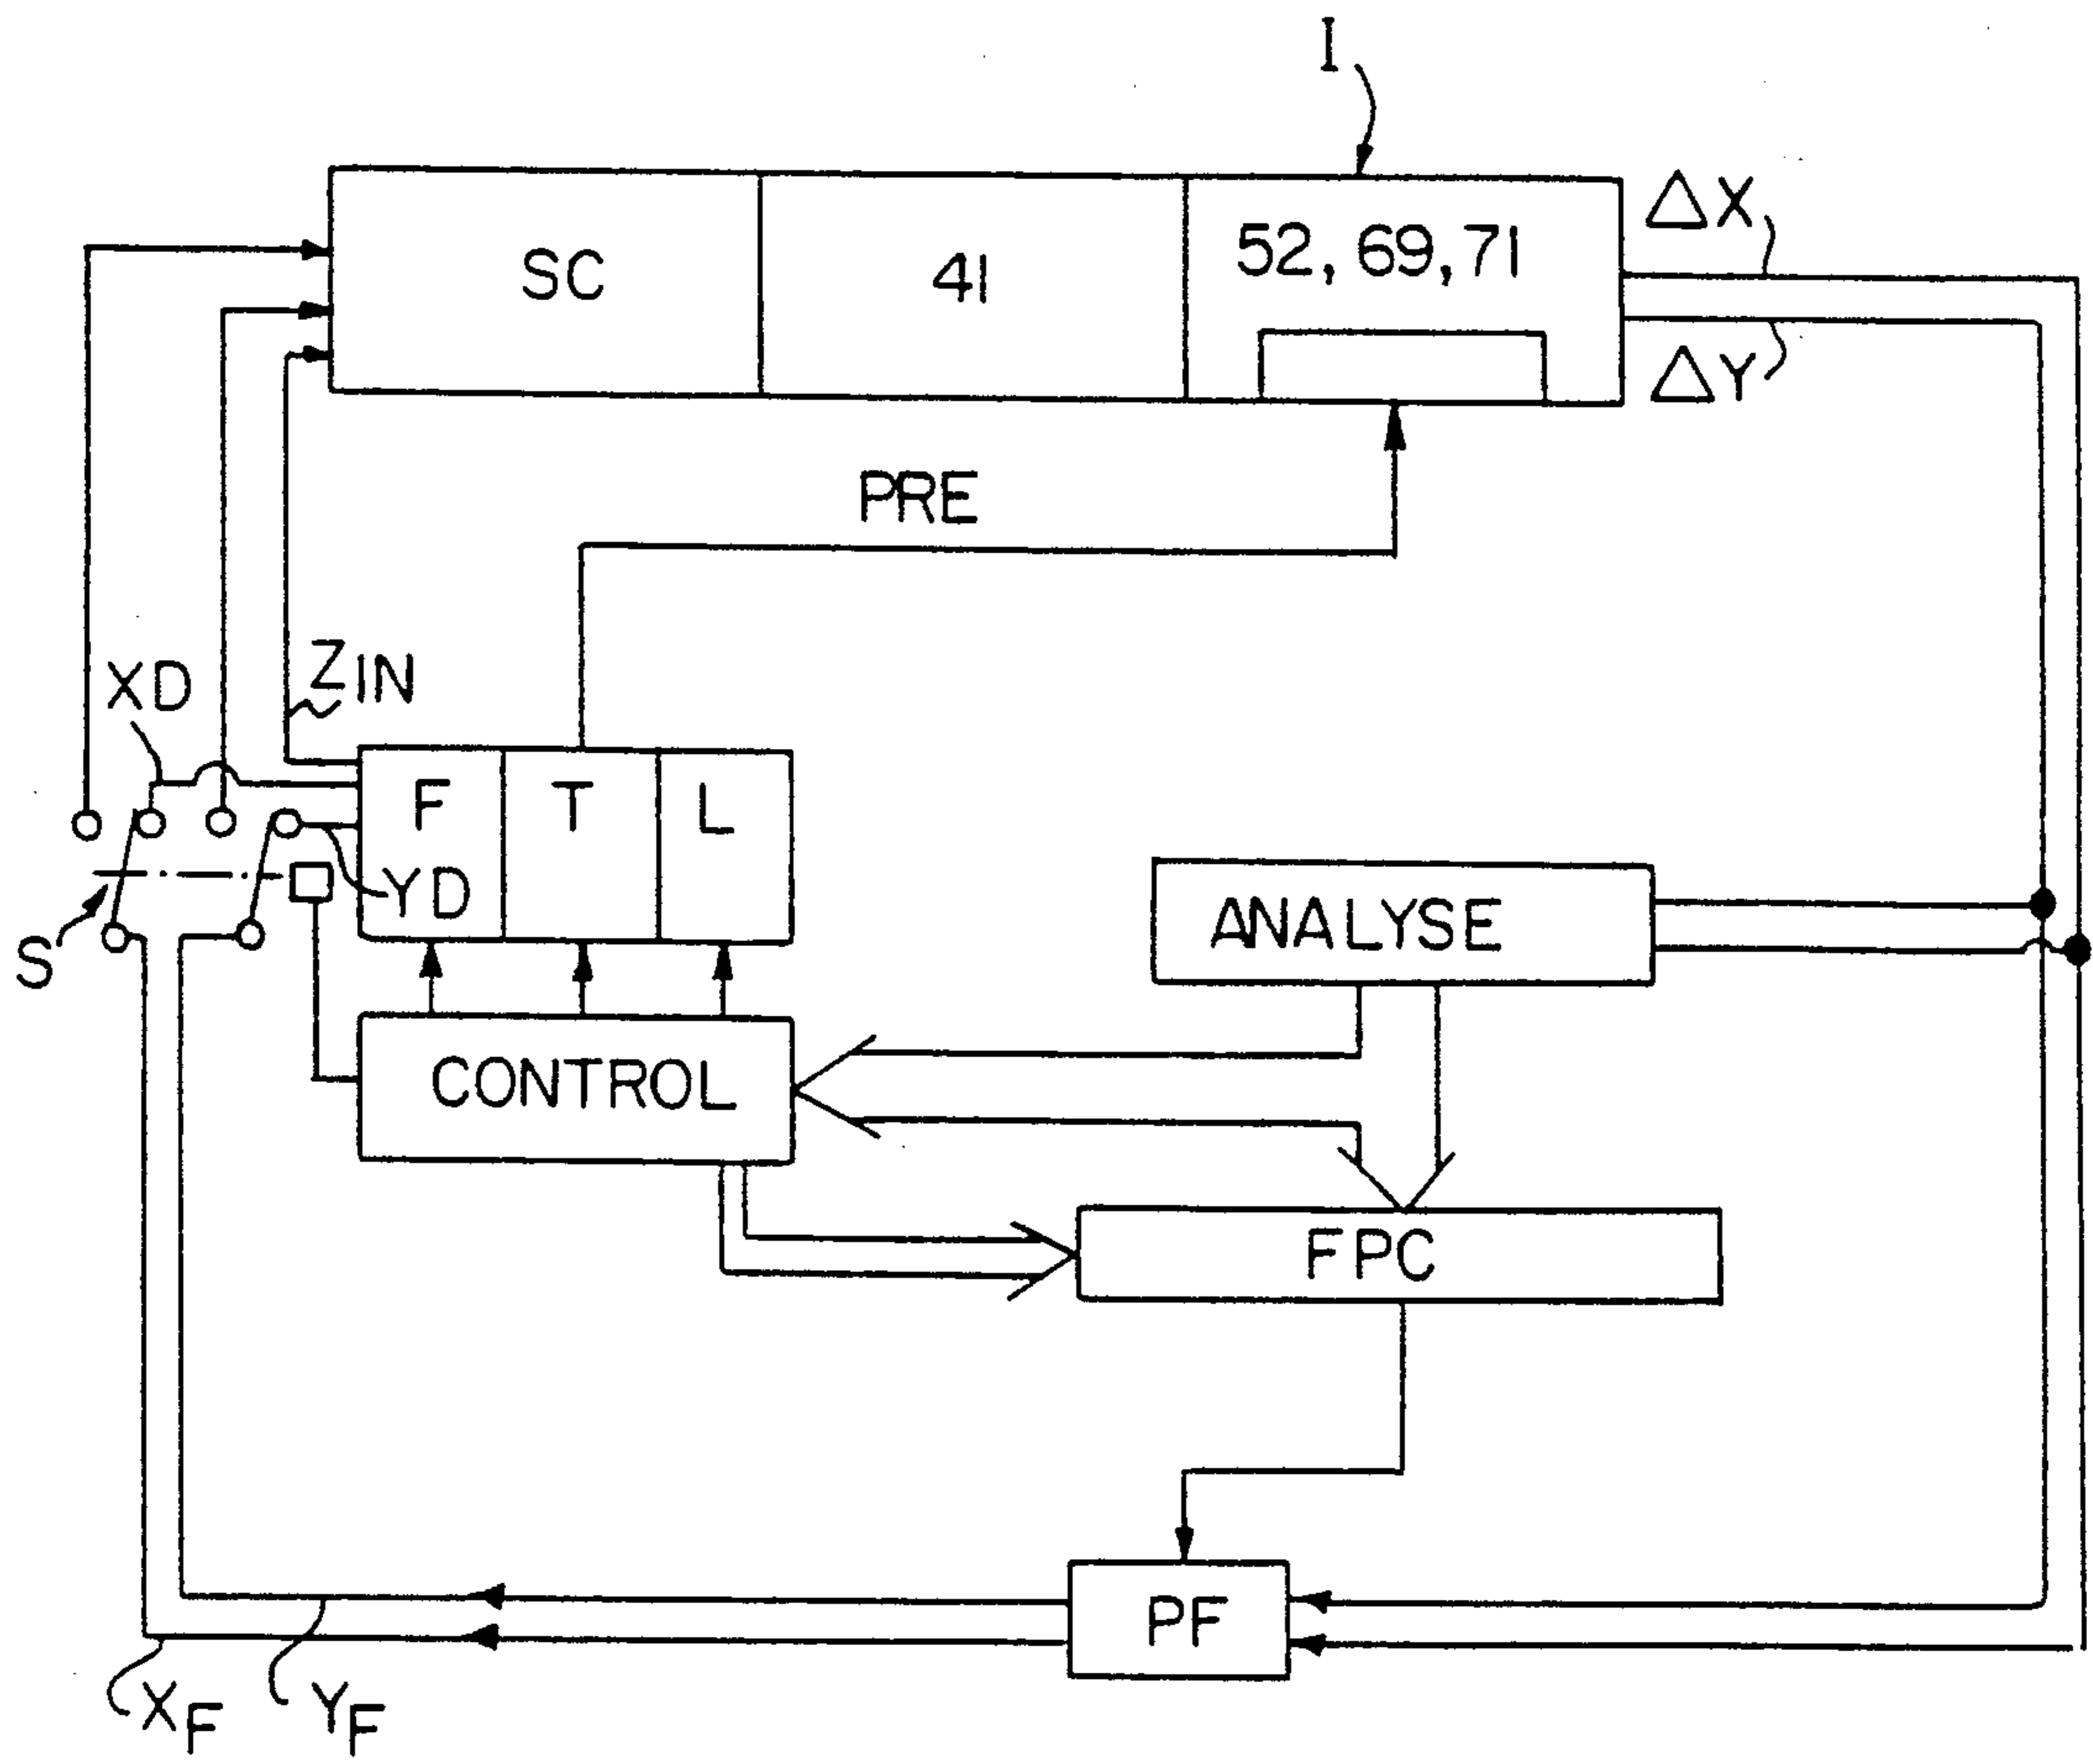 I
ΔX
SC
41
52, 69, 71
ΔY
PRE
XD
ZIN
F
T
L
YD
S
ANALYSE
CONTROL
FPC
PF
XF
YF